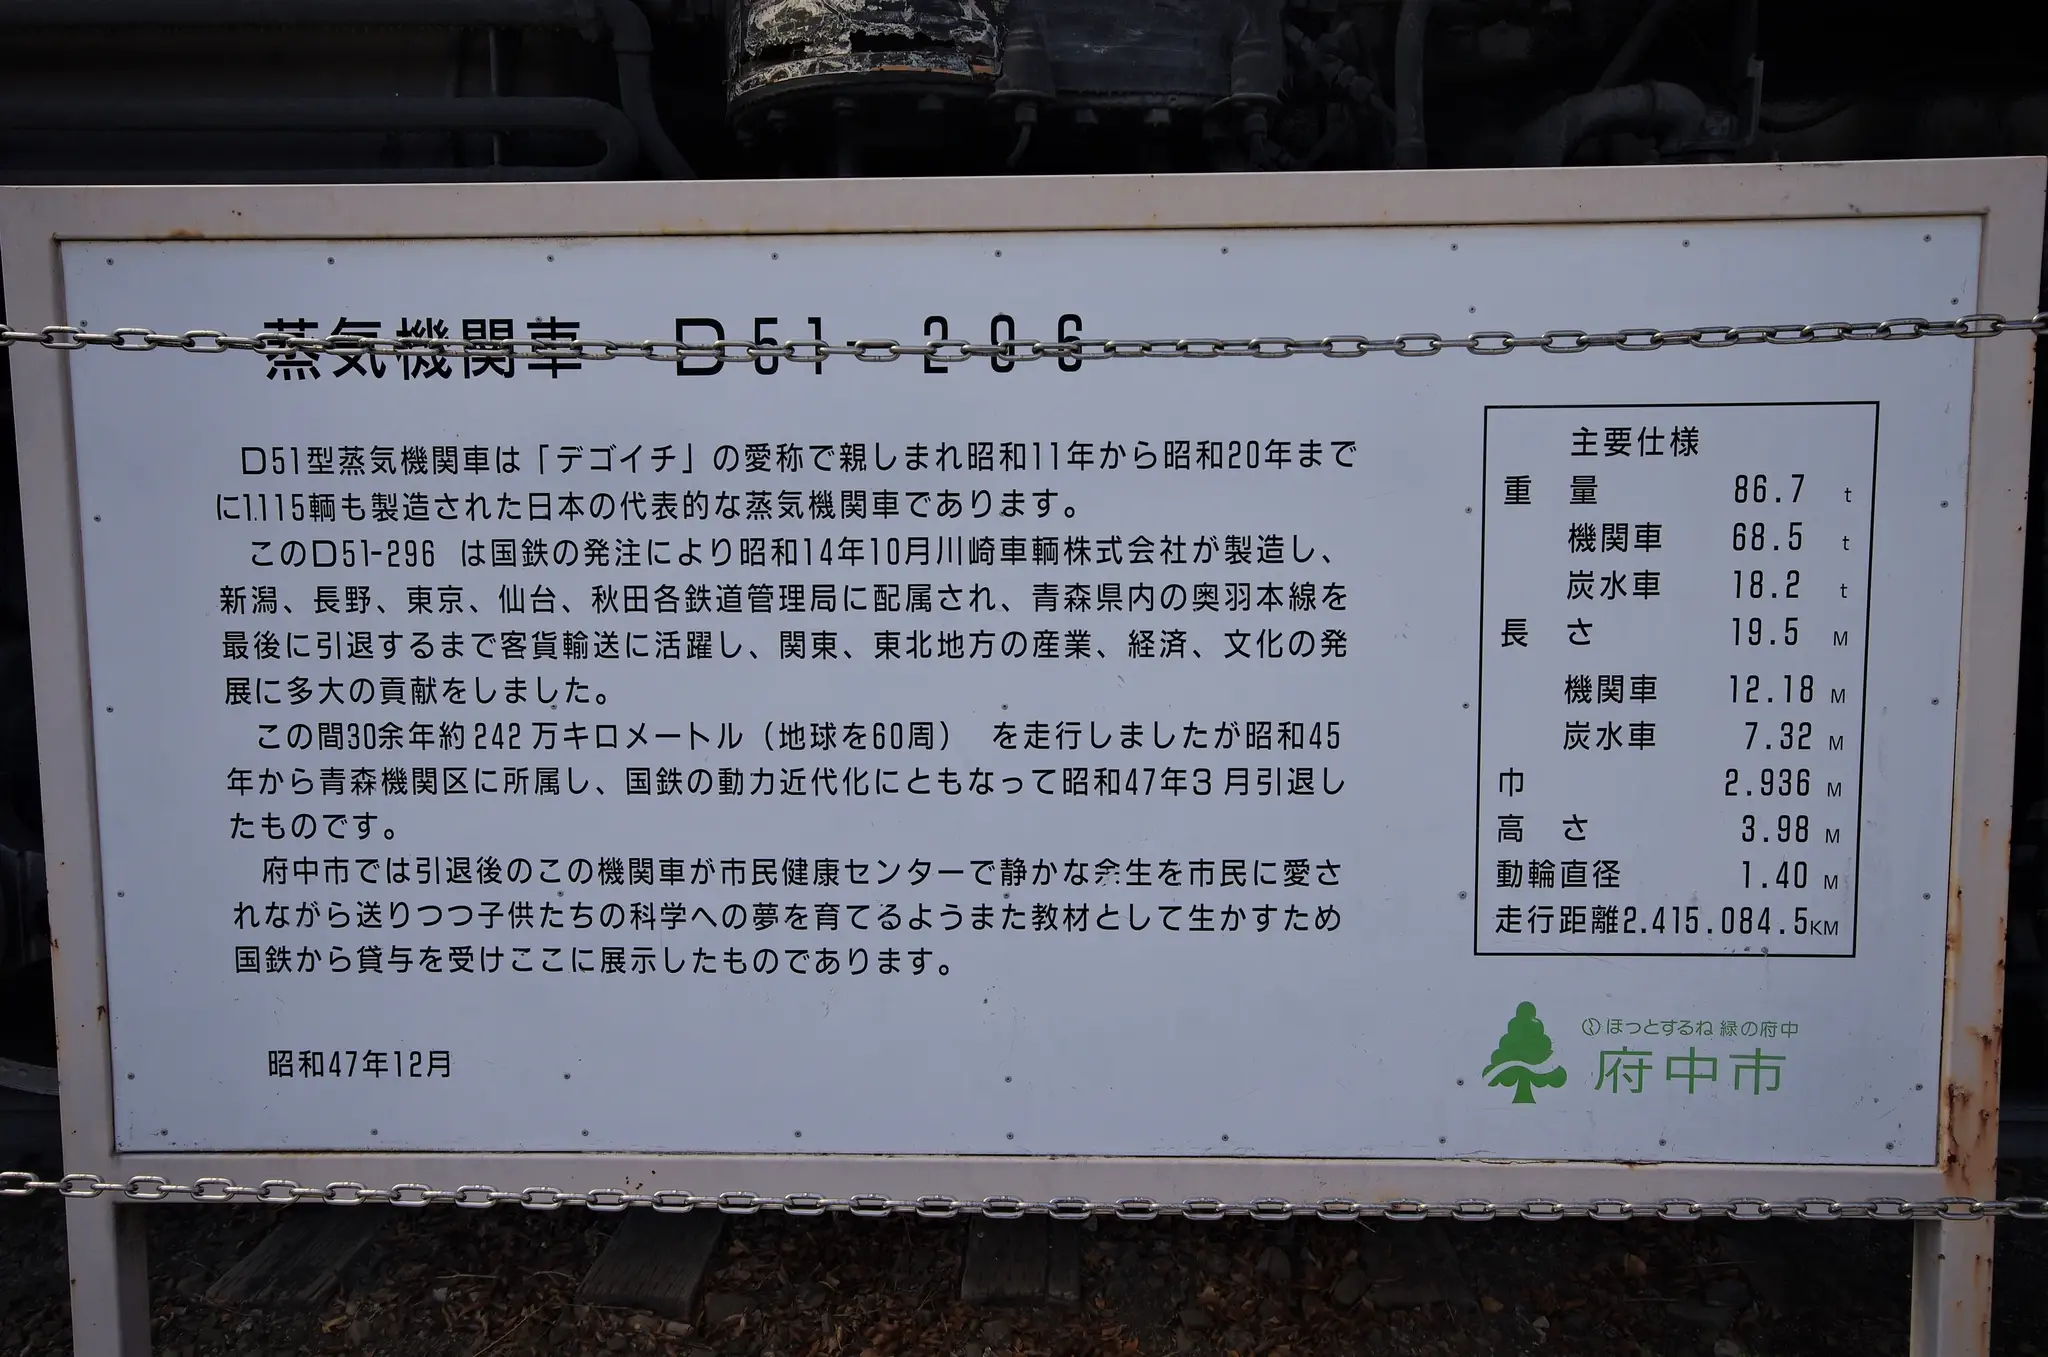 蒸気機関車 D51-296
D51型蒸気機関車は「デゴイチ」の愛称で親しまれ昭和11年から昭和20年まで
に1.115輌も製造された日本の代表的な蒸気機関車であります。
このD51-296 は国鉄の発注により昭和14年10月川崎車輌株式会社が製造し、
新潟、長野、東京、仙台、秋田各鉄道管理局に配属され、青森県内の奥羽本線を
最後に引退するまで客貨輸送に活躍し、関東、東北地方の産業、経済、文化の発
展に多大の貢献をしました。
この間30余年約242万キロメートル（地球を60周） を走行しましたが昭和45
年から青森機関区に所属し、国鉄の動力近代化にともなって昭和47年3月引退し
たものです。
府中市では引退後のこの機関車が市民健康センターで静かな余生を市民に愛さ
れながら送りつつ子供たちの科学への夢を育てるようまた教材として生かすため
国鉄から貸与を受けここに展示したものであります。
昭和47年12月
主要仕様
重量 86.7 t
機関車 68.5 t
炭水車 18.2 t
長さ 19.5 M
機関車 12.18 M
炭水車 7.32 M
巾 2.936 M
高さ 3.98 M
動輪直径 1.40 M
走行距離2.415.084.5KM
ほっとするね 緑の府中
府中市